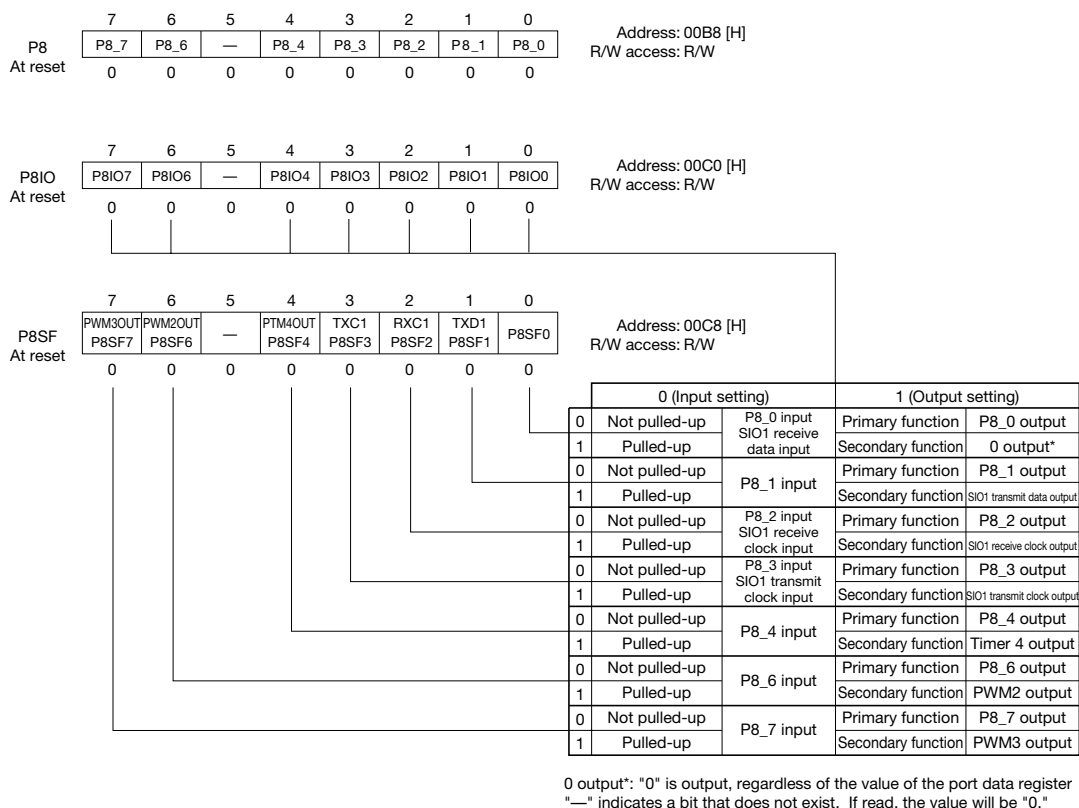 7 6 5 4 3 2 1 0
P8 P8_7 P8_6 — P8_4 P8_3 P8_2 P8_1 P8_0
At reset 0 0 0 0 0 0 0 0
Address: 00B8 [H]
R/W access: R/W
7 6 5 4 3 2 1 0
P8IO P8IO7 P8IO6 — P8IO4 P8IO3 P8IO2 P8IO1 P8IO0
At reset 0 0 0 0 0 0 0 0
Address: 00C0 [H]
R/W access: R/W
7 6 5 4 3 2 1 0
PWM3OUT PWM2OUT — PTM4OUT TXC1 RXC1 TXD1 P8SF0
P8SF P8SF7 P8SF6 P8SF4 P8SF3 P8SF2 P8SF1
At reset 0 0 0 0 0 0 0 0
Address: 00C8 [H]
R/W access: R/W
0 (Input setting) 1 (Output setting)
0 Not pulled-up P8_0 input Primary function P8_0 output
SIO1 receive
1 Pulled-up data input Secondary function 0 output*
0 Not pulled-up P8_1 input Primary function P8_1 output
1 Pulled-up Secondary function SIO1 transmit data output
0 Not pulled-up P8_2 input Primary function P8_2 output
SIO1 receive
1 Pulled-up clock input Secondary function SIO1 receive clock output
0 Not pulled-up P8_3 input Primary function P8_3 output
SIO1 transmit
1 Pulled-up clock input Secondary function SIO1 transmit clock output
0 Not pulled-up P8_4 input Primary function P8_4 output
1 Pulled-up Secondary function Timer 4 output
0 Not pulled-up P8_6 input Primary function P8_6 output
1 Pulled-up Secondary function PWM2 output
0 Not pulled-up P8_7 input Primary function P8_7 output
1 Pulled-up Secondary function PWM3 output
0 output*: "0" is output, regardless of the value of the port data register
"—" indicates a bit that does not exist. If read, the value will be "0."